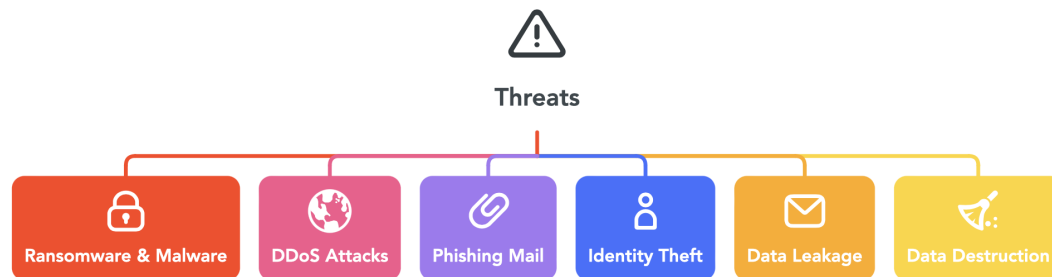 Threats
Ransomware & Malware
DDoS Attacks
Phishing Mail
Identity Theft
Data Leakage
Data Destruction